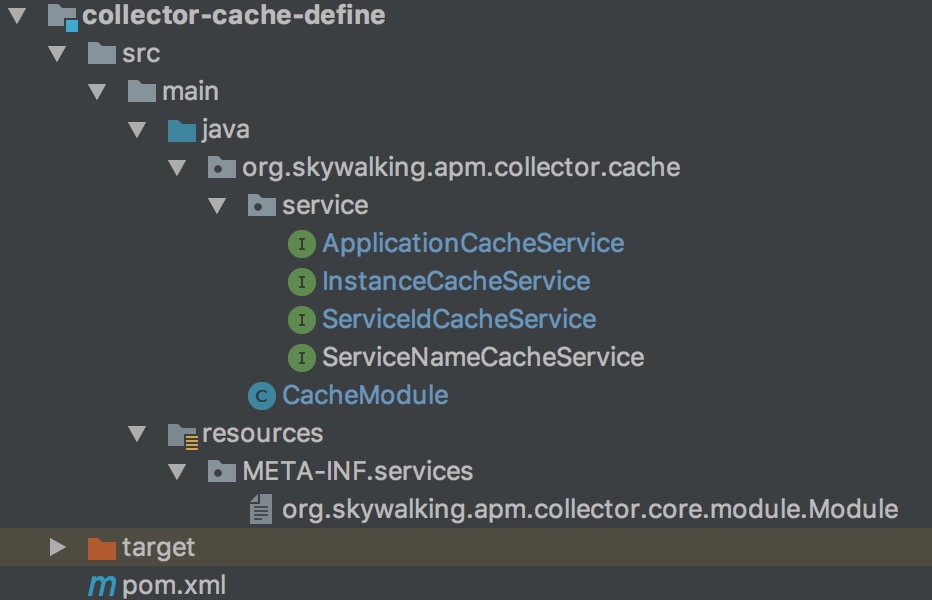 collector-cache-define
src
main
java
org.skywalking.apm.collector.cache
service
I ApplicationCacheService
I InstanceCacheService
I ServiceIdCacheService
I ServiceNameCacheService
C CacheModule
resources
META-INF.services
org.skywalking.apm.collector.core.module.Module
target
m pom.xml